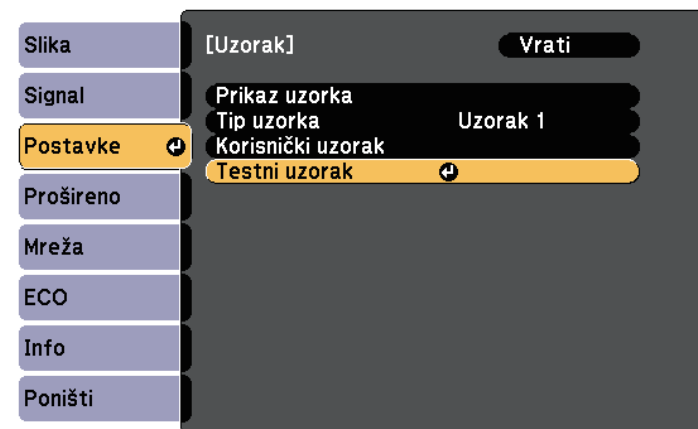 Slika
Signal
Postavke
Prošireno
Mreža
ECO
Info
Poništi
[Uzorak] Vrati
Prikaz uzorka
Tip uzorka Uzorak 1
Korisnički uzorak
Testni uzorak